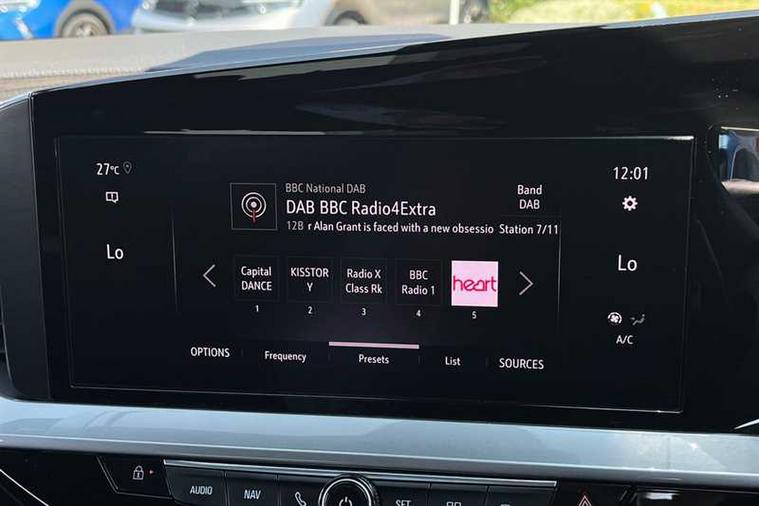 27°C
12:01
BBC National DAB
DAB BBC Radio4Extra
12B r Alan Grant is faced with a new obsessio
Band
DAB
Station 7/11
Lo
Lo
Capital
DANCE
KISSTOR
Y
Radio X
Class Rk
BBC
Radio 1
heart
1
2
3
4
5
A/C
OPTIONS
Frequency
Presets
List
SOURCES
AUDIO
NAV
SET